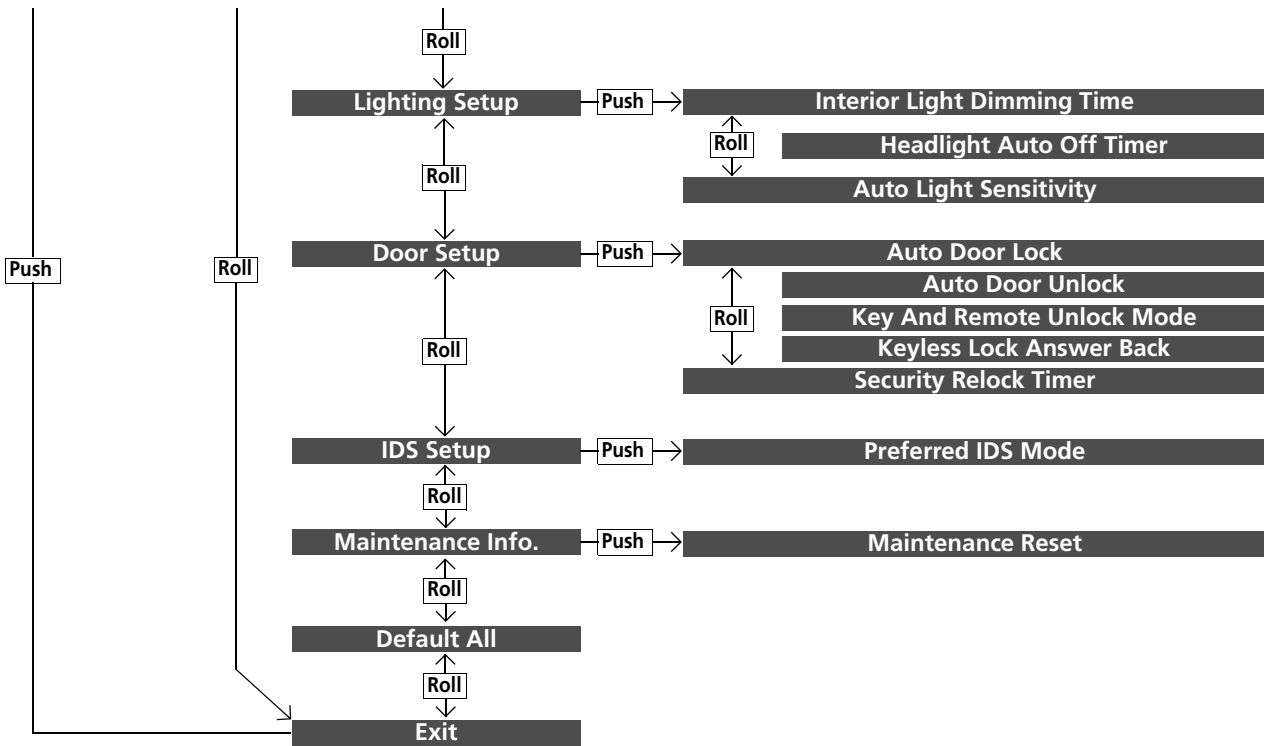 Roll
Lighting Setup
Push
Interior Light Dimming Time
Roll
Headlight Auto Off Timer
Auto Light Sensitivity
Roll
Door Setup
Push
Auto Door Lock
Push
Roll
Auto Door Unlock
Roll
Key And Remote Unlock Mode
Keyless Lock Answer Back
Roll
Security Relock Timer
IDS Setup
Push
Preferred IDS Mode
Roll
Maintenance Info.
Push
Maintenance Reset
Roll
Default All
Roll
Exit